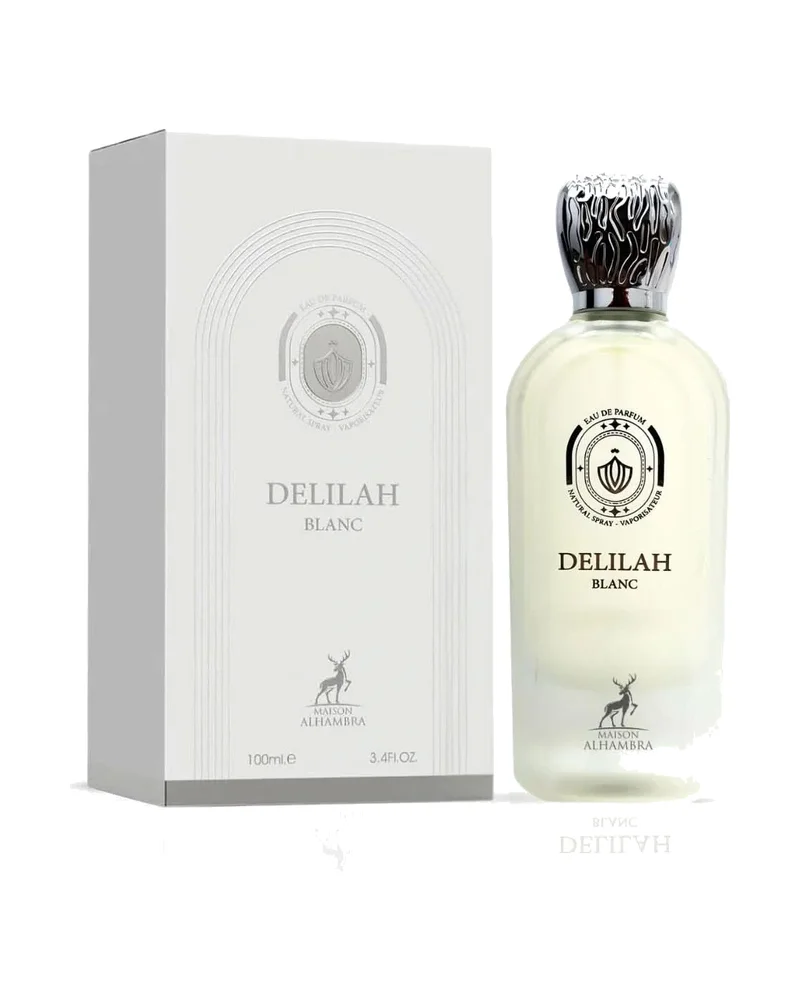 EAU DE PARFUM
NATURAL SPRAY - VAPORISATEUR
DELILAH
BLANC
MAISON
ALHAMBRA
100ml.e
3.4Fl.OZ.
EAU DE PARFUM
NATURAL SPRAY - VAPORISATEUR
DELILAH
BLANC
MAISON
ALHAMBRA